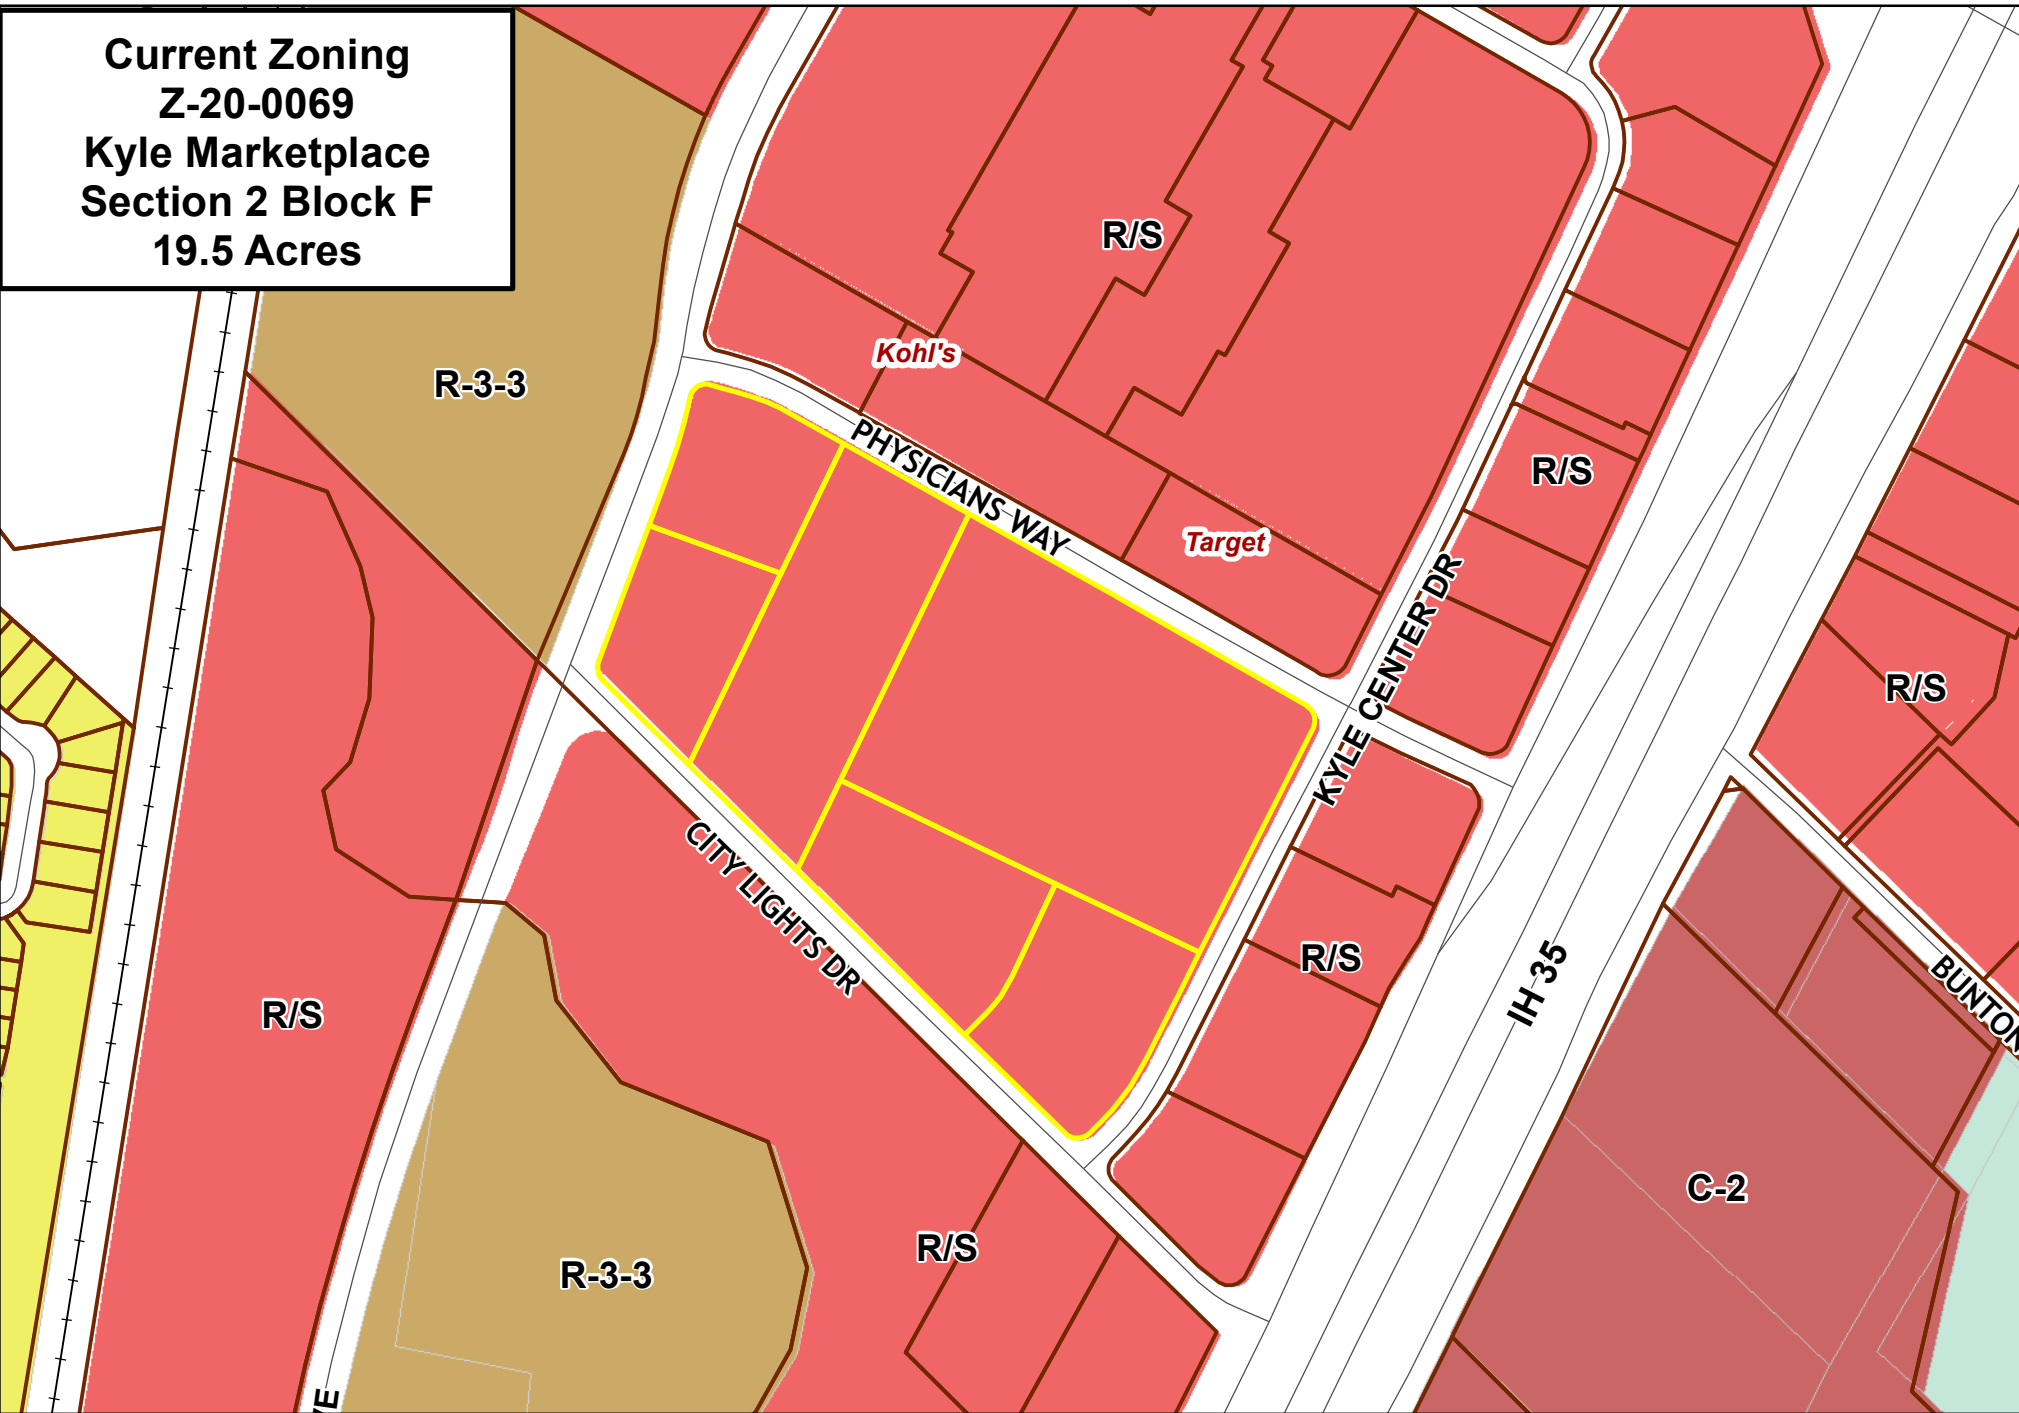 Current Zoning
Z-20-0069
Kyle Marketplace
Section 2 Block F
19.5 Acres
R/S
Kohl's
R-3-3
PHYSICIANS WAY
R/S
Target
KYLE CENTER DR
R/S
CITY LIGHTS DR
R/S
IH 35
BUNTON
R/S
C-2
R/S
R-3-3